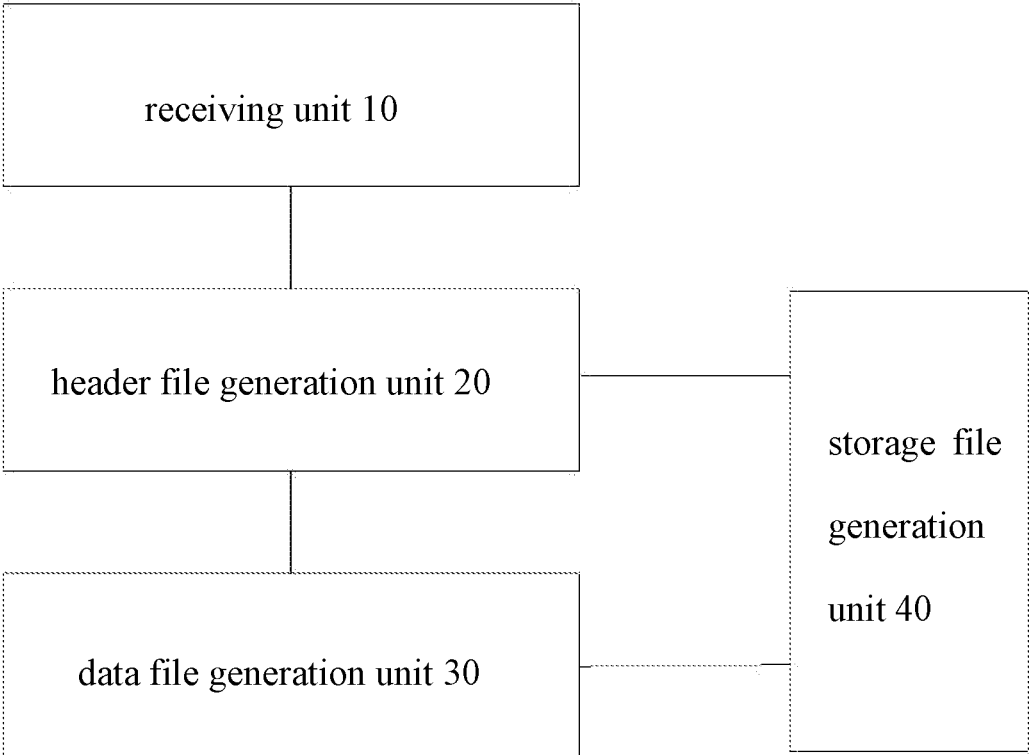 receiving unit 10
header file generation unit 20
storage file
generation
unit 40
data file generation unit 30